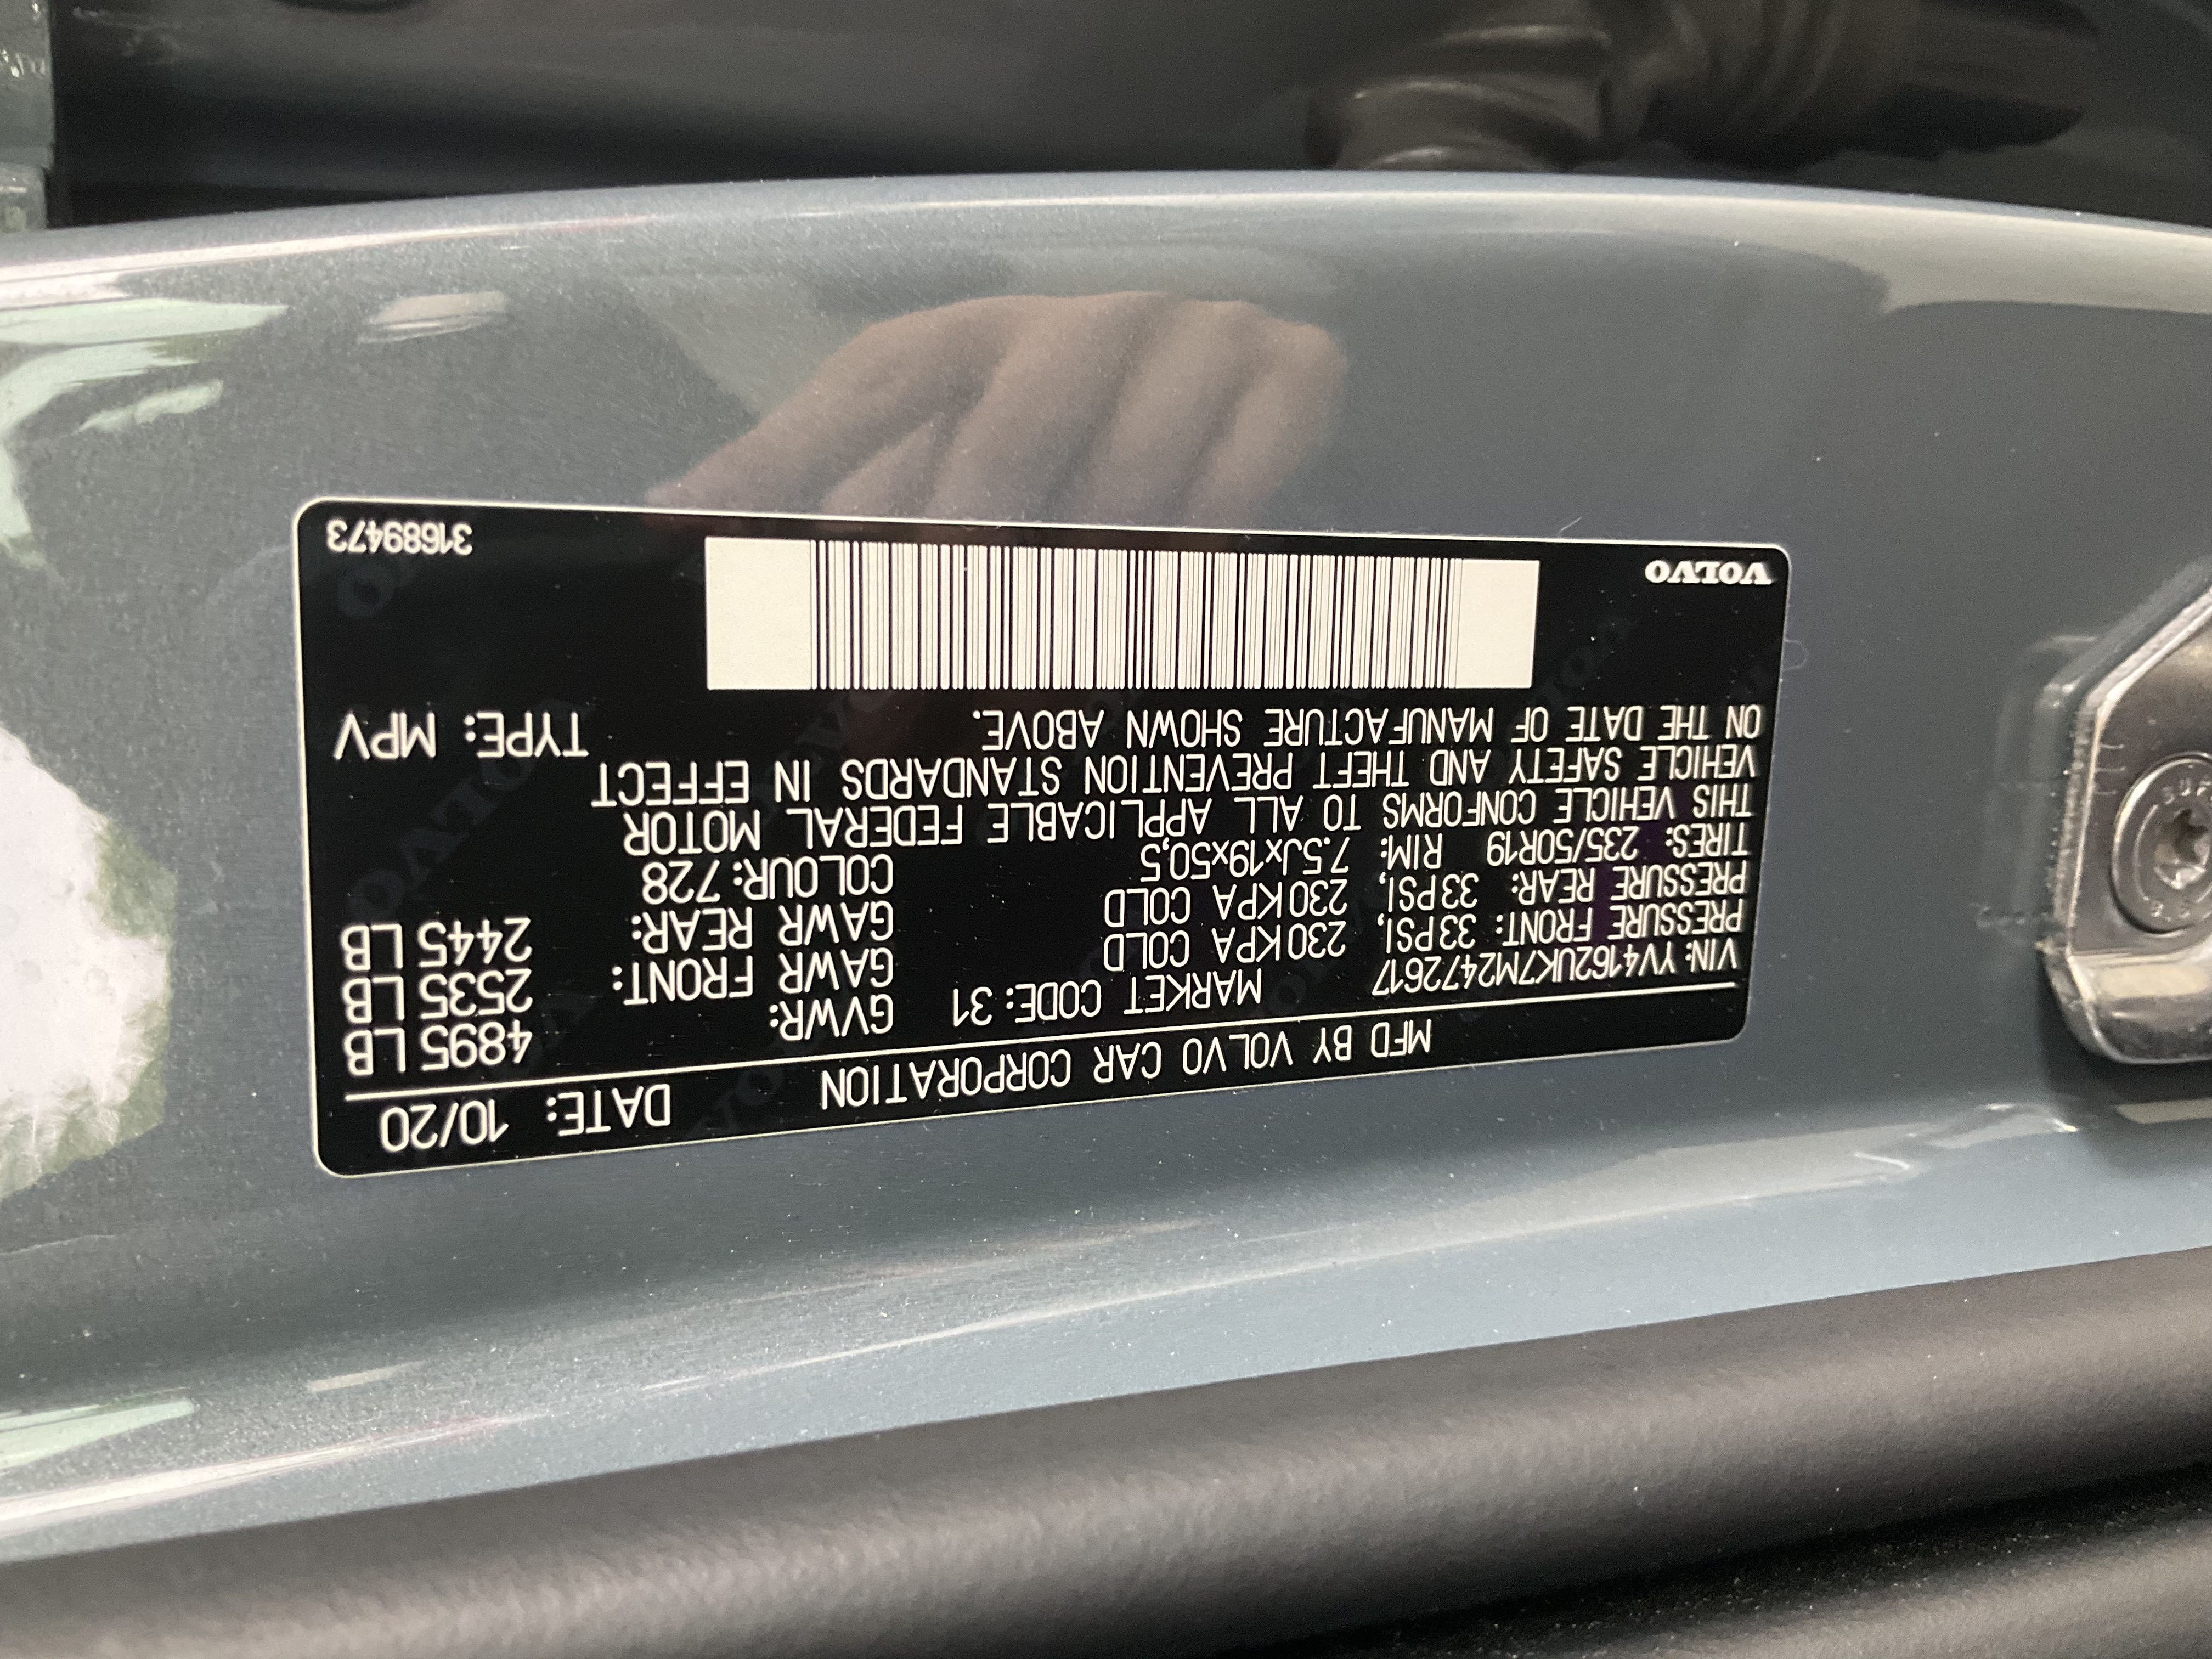 MFD BY VOLVO CAR CORPORATION DATE: 10/20
VIN: YV4162UK7M2472617 MARKET CODE: 31 GVWR: 4895 LB
PRESSURE FRONT: 33PSI, 230KPA COLD GAWR FRONT: 2535 LB
PRESSURE REAR: 33PSI, 230KPA COLD GAWR REAR: 2445 LB
TIRES: 235/50R19 RIM: 7.5Jx19x50,5 COLOUR: 728
THIS VEHICLE CONFORMS TO ALL APPLICABLE FEDERAL MOTOR
VEHICLE SAFETY AND THEFT PREVENTION STANDARDS IN EFFECT
ON THE DATE OF MANUFACTURE SHOWN ABOVE. TYPE: MPV
VOLVO 31689473